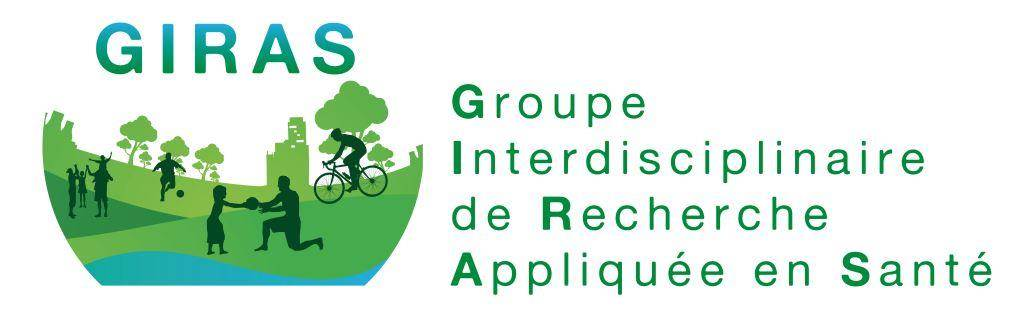 GIRAS
Groupe
Interdisciplinaire
de Recherche
Appliquée en Santé